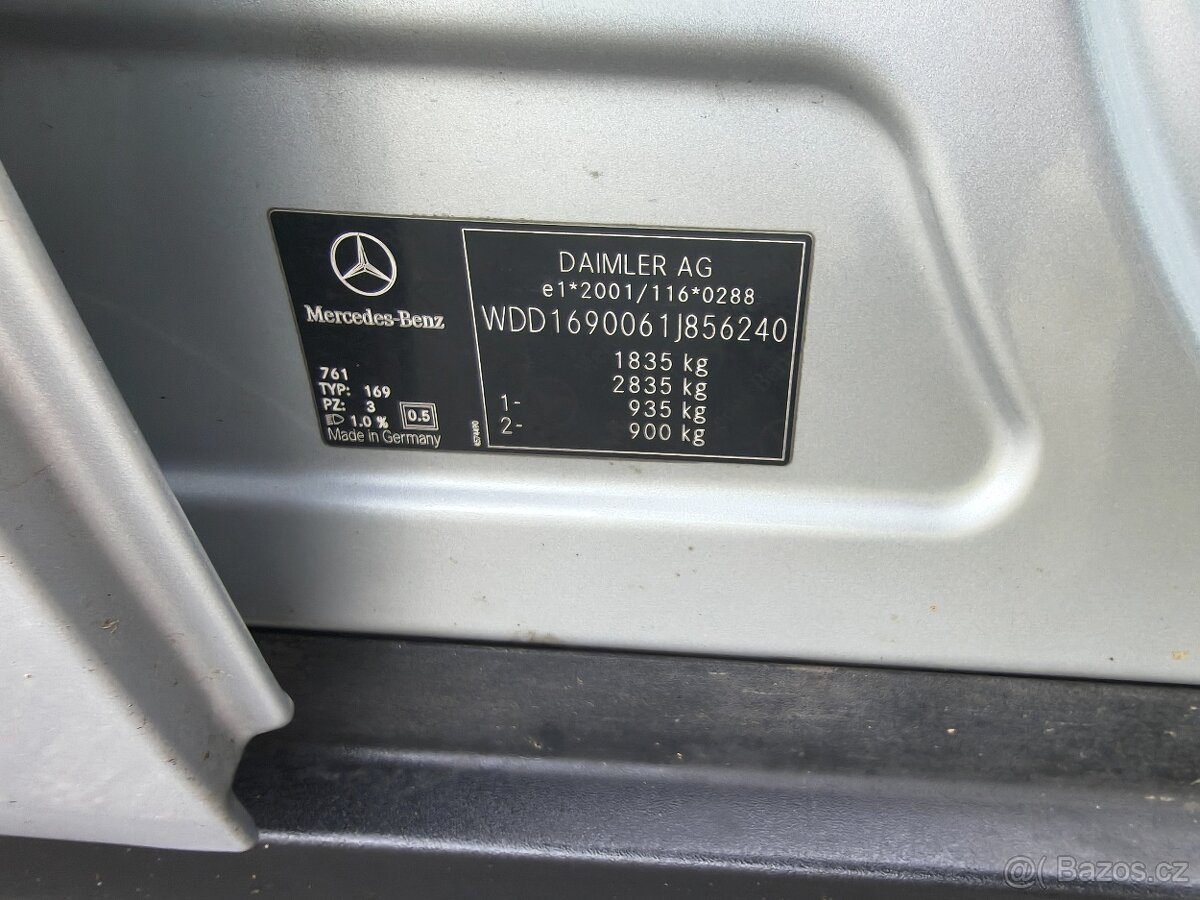 Mercedes-Benz
761
TYP: 169
PZ: 3
1.0 % 0.5
Made in Germany
DAIMLER AG
e1*2001/116*0288
WDD1690061J856240
1835 kg
2835 kg
1- 935 kg
2- 900 kg
Bazoš.cz